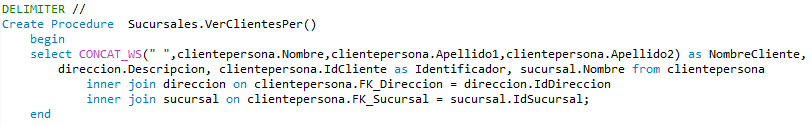 DELIMITER //
Create Procedure  Sucursales.VerClientesPer()
begin
select CONCAT_WS(" ",clientepersona.Nombre,clientepersona.Apellido1,clientepersona.Apellido2) as NombreCliente,
direccion.Descripcion, clientepersona.IdCliente as Identificador, sucursal.Nombre from clientepersona
inner join direccion on clientepersona.FK_Direccion = direccion.IdDireccion
inner join sucursal on clientepersona.FK_Sucursal = sucursal.IdSucursal;
end